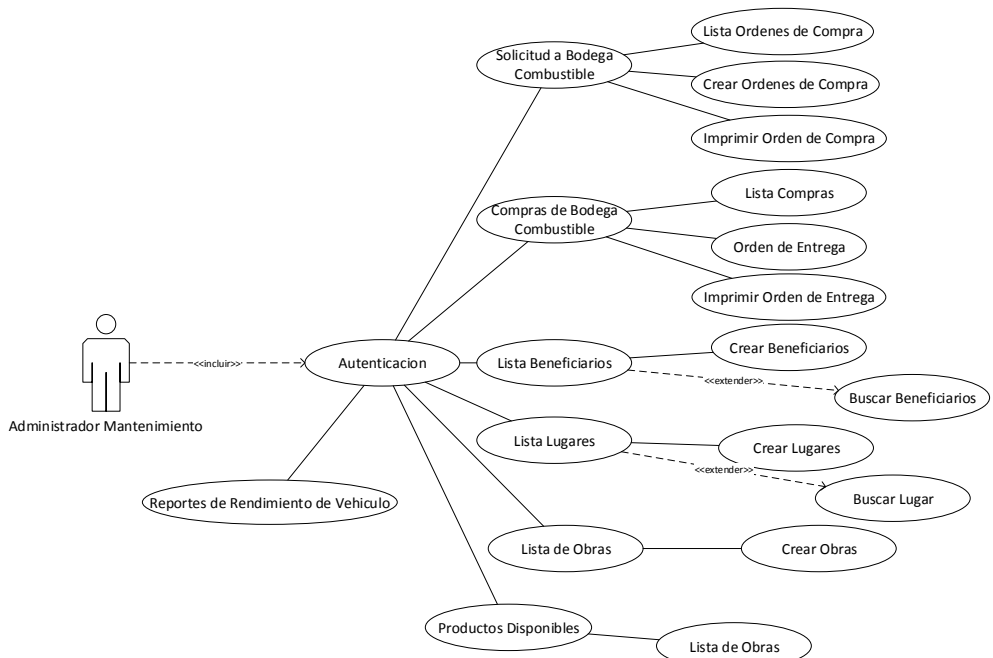 Lista Ordenes de Compra
Solicitud a Bodega
Combustible
Crear Ordenes de Compra
Imprimir Orden de Compra
Lista Compras
Compras de Bodega
Combustible
Orden de Entrega
Imprimir Orden de Entrega
Crear Beneficiarios
<<incluir>>
Autenticacion
Lista Beneficiarios
<<extender>>
Buscar Beneficiarios
Administrador Mantenimiento
Lista Lugares
Crear Lugares
<<extender>>
Buscar Lugar
Reportes de Rendimiento de Vehiculo
Lista de Obras
Crear Obras
Productos Disponibles
Lista de Obras